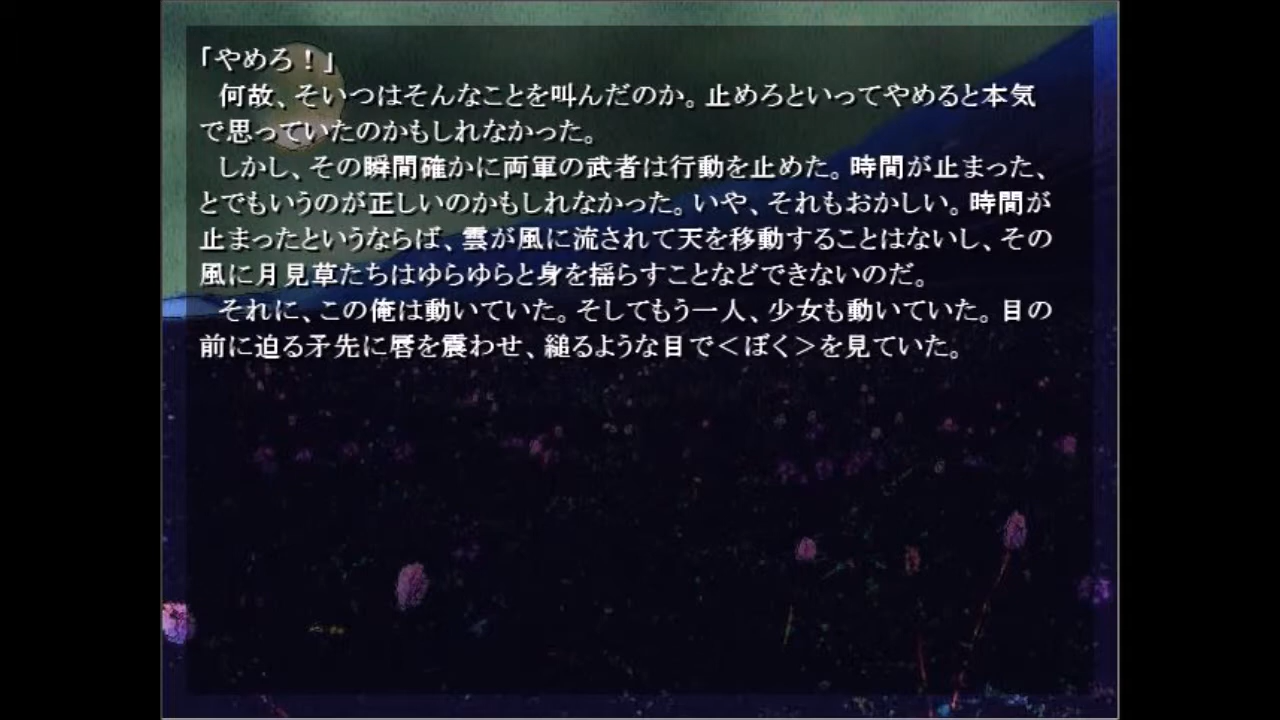 「やめろ！」
何故、そいつはそんなことを叫んだのか。止めろといってやめると本気
で思っていたのかもしれなかった。
しかし、その瞬間確かに両軍の武者は行動を止めた。時間が止まった、
とでもいうのが正しいのかもしれなかった。いや、それもおかしい。時間が
止まったというならば、雲が風に流されて天を移動することはないし、その
風に月見草たちはゆらゆらと身を揺らすことなどできないのだ。
それに、この俺は動いていた。そしてもう一人、少女も動いていた。目の
前に迫る矛先に唇を震わせ、縋るような目で＜ぼく＞を見ていた。